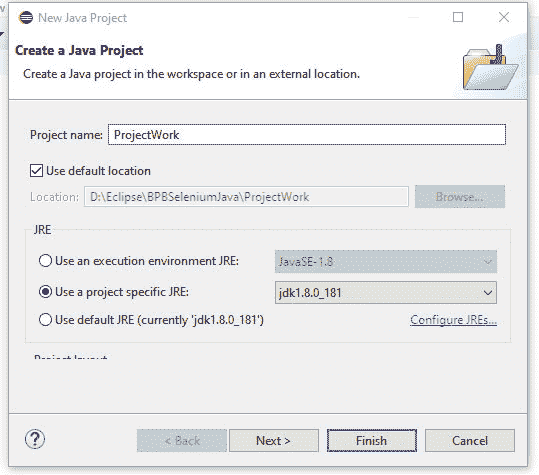 New Java Project
Create a Java Project
Create a Java project in the workspace or in an external location.
Project name: ProjectWork
Use default location
Location: D:\Eclipse\BPBSeleniumJava\ProjectWork Browse...
JRE
Use an execution environment JRE: JavaSE-1.8
Use a project specific JRE: jdk1.8.0_181
Use default JRE (currently 'jdk1.8.0_181') Configure JREs...
Project layout
? < Back Next > Finish Cancel